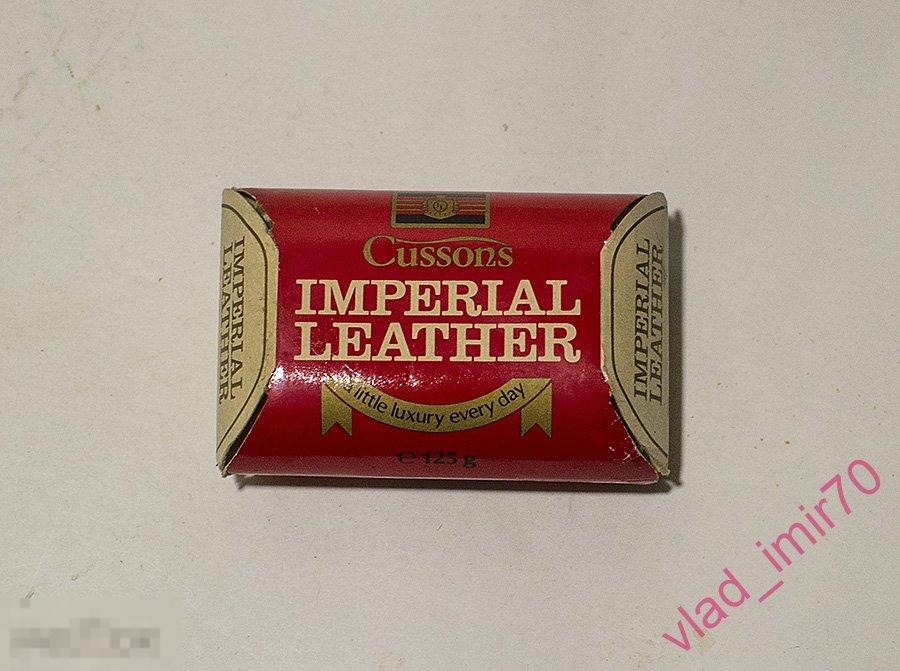 Cussons
IMPERIAL
LEATHER
a little luxury every day
℮ 125 g
IMPERIAL
LEATHER
IMPERIAL
LEATHER
vlad_imir70